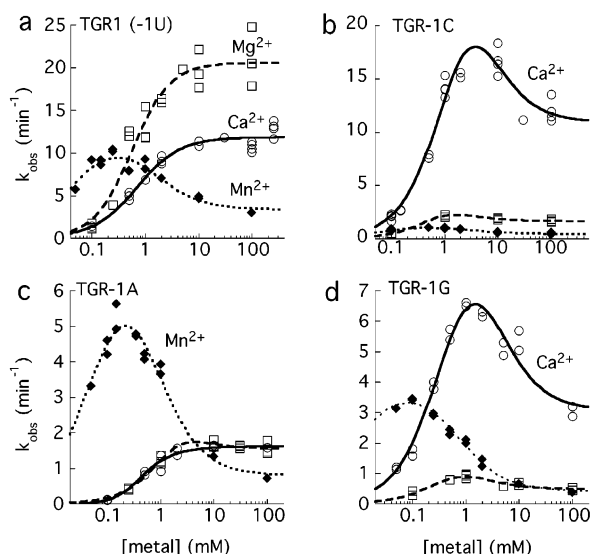 a TGR1 (-1U)
Mg2+
Ca2+
Mn2+
kobs (min-1)
25
20
15
10
5
0
0.1 1 10 100
b TGR-1C
Ca2+
20
15
10
5
0
0.1 1 10 100
c TGR-1A
Mn2+
kobs (min-1)
6
5
4
3
2
1
0
0.1 1 10 100
[metal] (mM)
d TGR-1G
Ca2+
7
6
5
4
3
2
1
0
0.1 1 10 100
[metal] (mM)